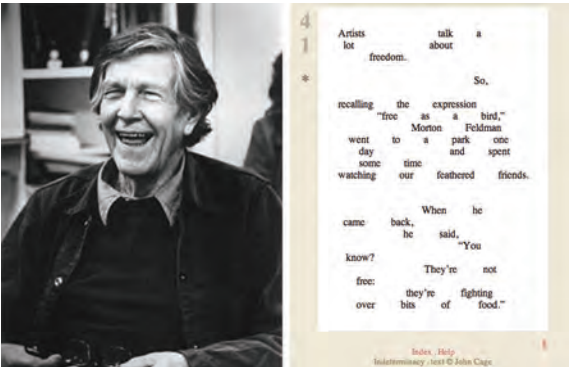 4
1
*
Artists talk a
lot about
freedom.
So,
recalling the expression
"free as a bird,"
Morton Feldman
went to a park one
day and spent
some time
watching our feathered friends.
When he
came back,
he said,
"You
know?
They're not
free:
they're fighting
over bits of food."
Index . Help
Indeterminacy . text © John Cage